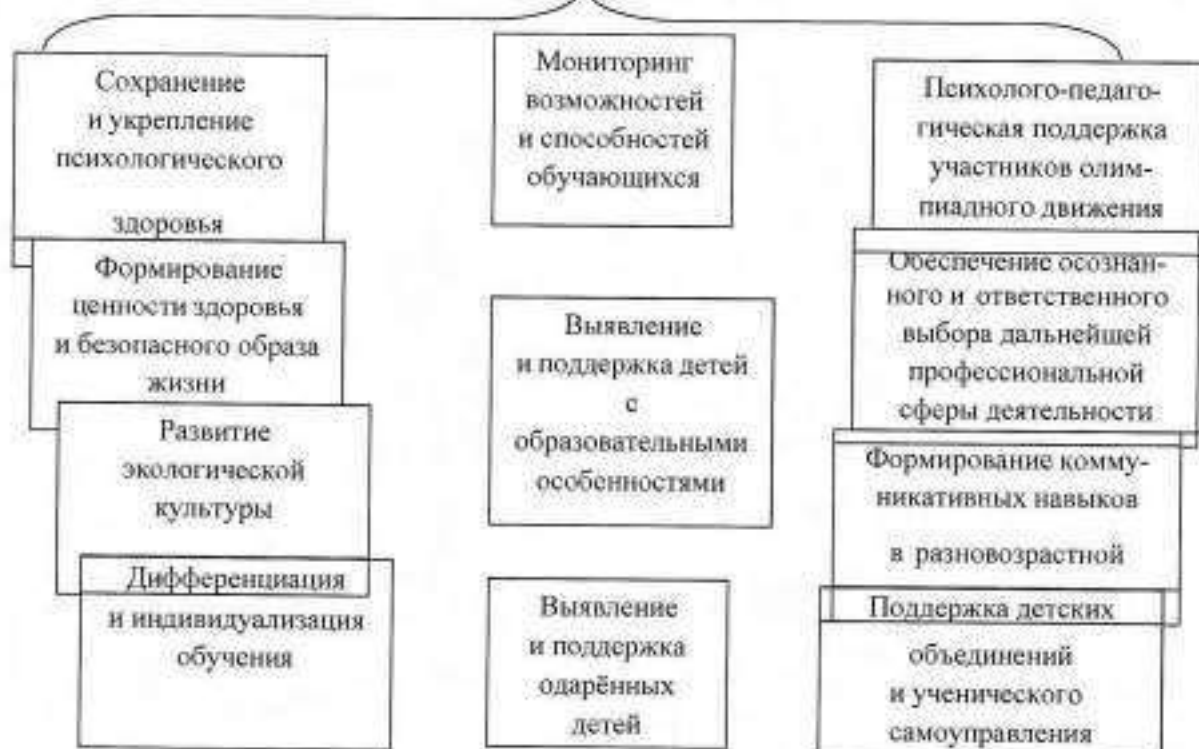 Сохранение
и укрепление
психологического
здоровья
Формирование
ценности здоровья
и безопасного образа
жизни
Развитие
экологической
культуры
Дифференциация
и индивидуализация
обучения
Мониторинг
возможностей
и способностей
обучающихся
Выявление
и поддержка детей
с
образовательными
особенностями
Выявление
и поддержка
одарённых
детей
Психолого-педаго-
гическая поддержка
участников олим-
пиадного движения
Обеспечение осознан-
ного и ответственного
выбора дальнейшей
профессиональной
сферы деятельности
Формирование комму-
никативных навыков
в разновозрастной
Поддержка детских
объединений
и ученического
самоуправления